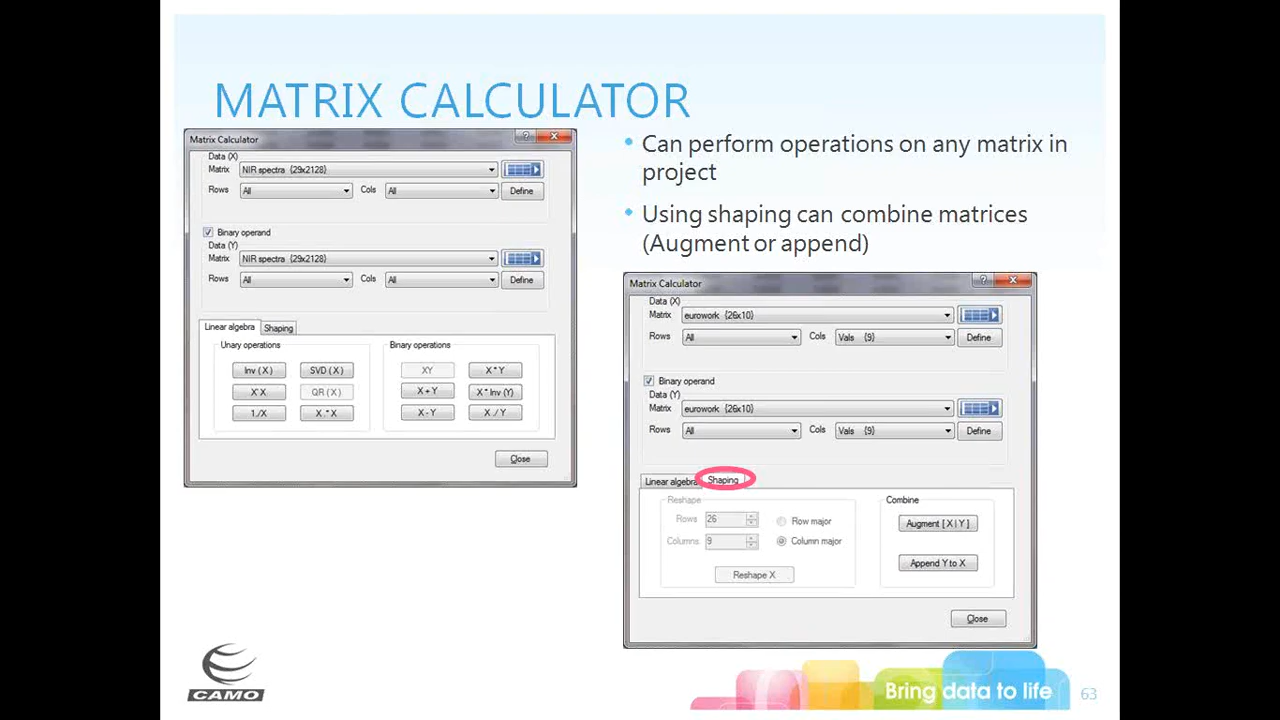 MATRIX CALCULATOR
Matrix Calculator
Data (X)
Matrix NIR spectra {29x2128}
Rows All Cols All Define
Binary operand
Data (Y)
Matrix NIR spectra {29x2128}
Rows All Cols All Define
Linear algebra Shaping
Unary operations Binary operations
Inv (X) SVD (X) XY X * Y
X'X QR (X) X + Y X * Inv (Y)
1./X X .* X X - Y X ./ Y
Close
• Can perform operations on any matrix in
project
• Using shaping can combine matrices
(Augment or append)
Matrix Calculator
Data (X)
Matrix eurowork {26x10}
Rows All Cols Vals {9} Define
Binary operand
Data (Y)
Matrix eurowork {26x10}
Rows All Cols Vals {9} Define
Linear algebra Shaping
Reshape Combine
Rows 26 Row major Augment [ X | Y ]
Columns 9 Column major
Reshape X Append Y to X
Close
CAMO
Bring data to life 63